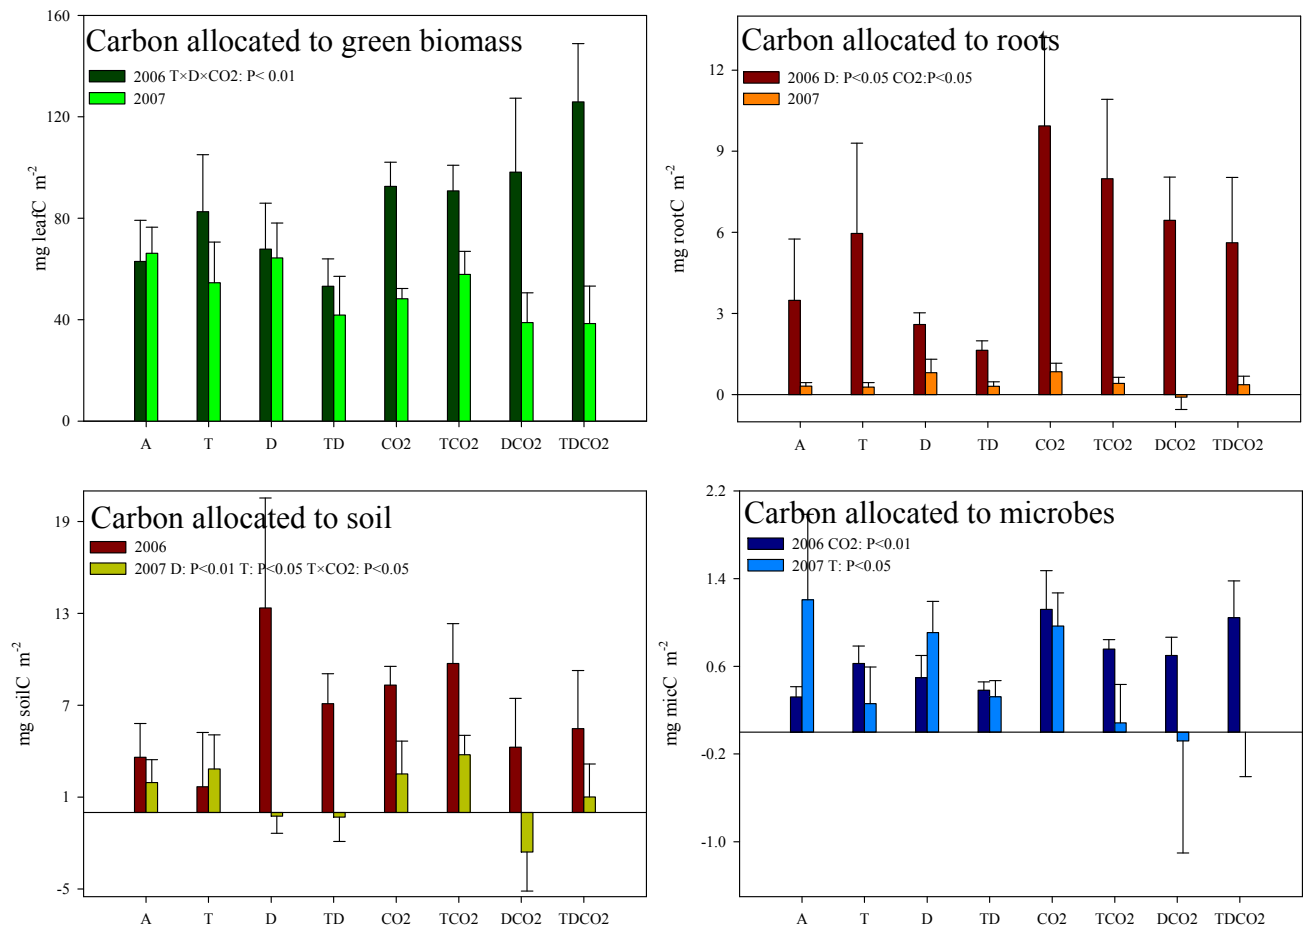 Carbon allocated to green biomass
2006 T×D×CO2: P< 0.01
2007
mg leafC m-2
160
120
80
40
0
A T D TD CO2 TCO2 DCO2 TDCO2
Carbon allocated to roots
2006 D: P<0.05 CO2:P<0.05
2007
mg rootC m-2
12
9
6
3
0
A T D TD CO2 TCO2 DCO2 TDCO2
Carbon allocated to soil
2006
2007 D: P<0.01 T: P<0.05 T×CO2: P<0.05
mg soilC m-2
19
13
7
1
-5
A T D TD CO2 TCO2 DCO2 TDCO2
Carbon allocated to microbes
2006 CO2: P<0.01
2007 T: P<0.05
mg micC m-2
2.2
1.4
0.6
-0.2
-1.0
A T D TD CO2 TCO2 DCO2 TDCO2